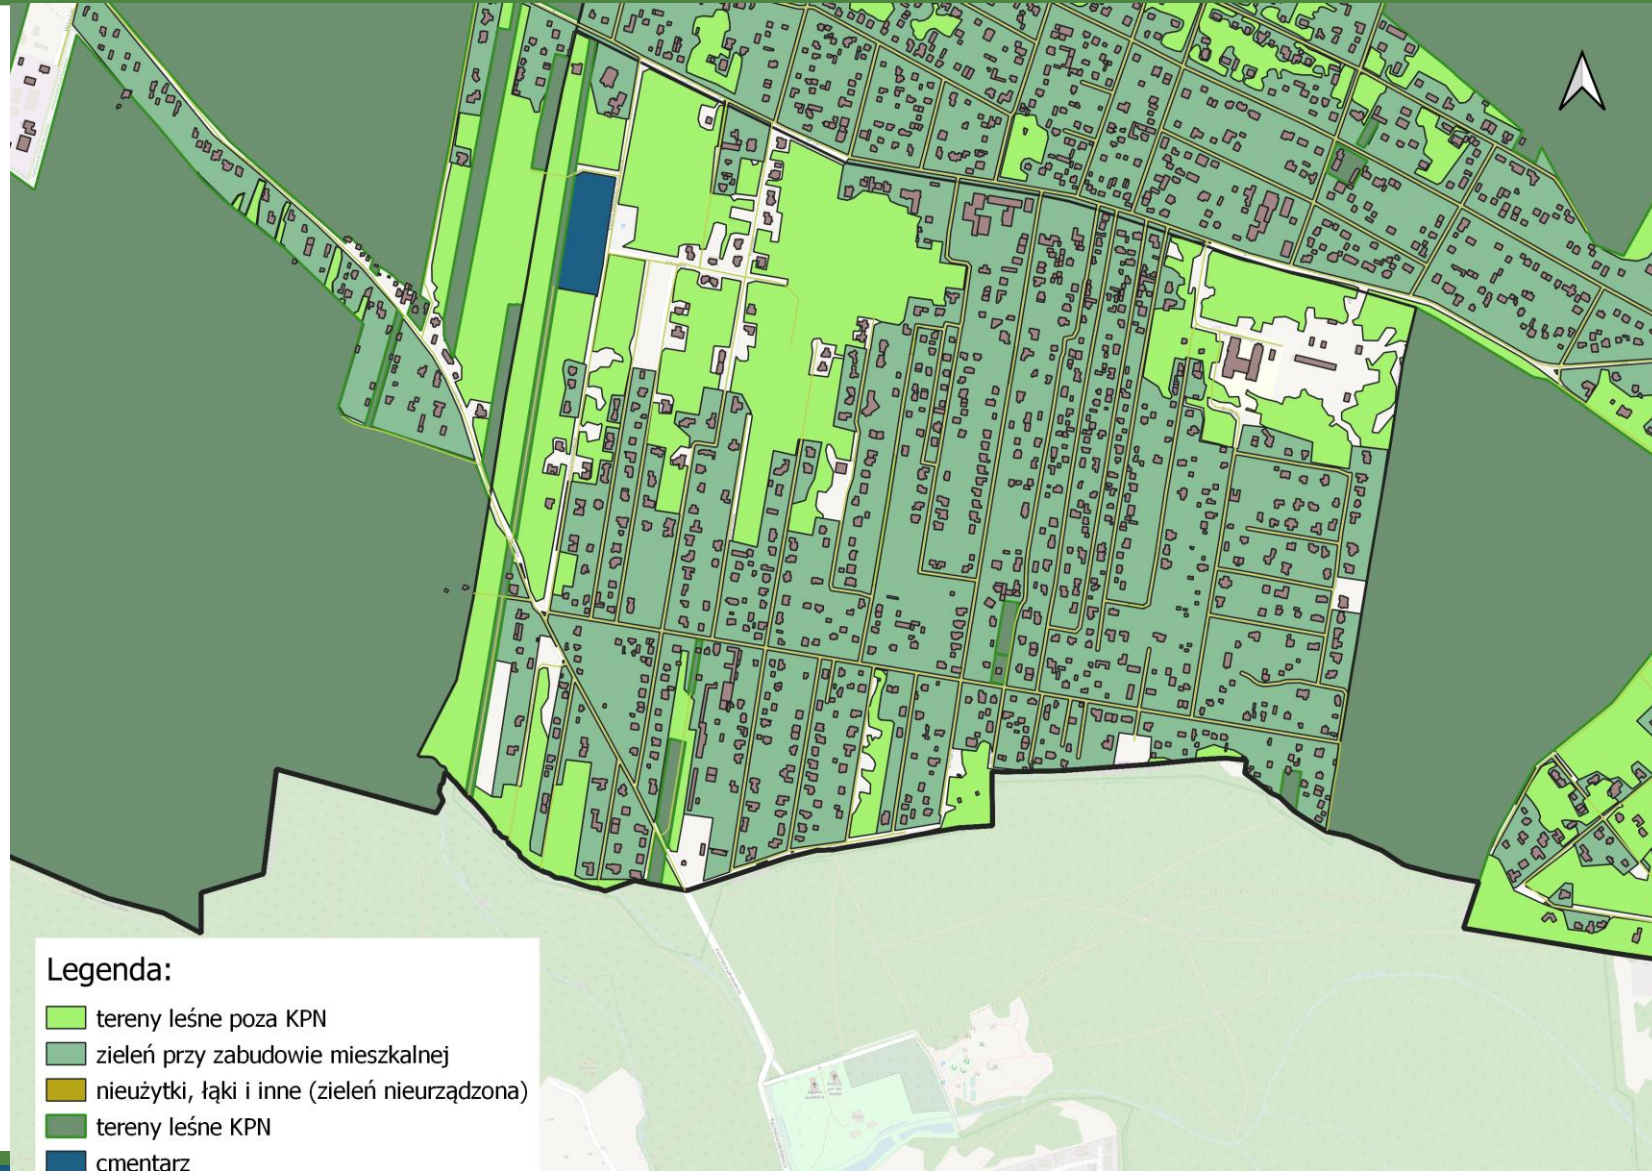 Legenda:
tereny leśne poza KPN
zieleń przy zabudowie mieszkalnej
nieużytki, łąki i inne (zieleń nieurządzona)
tereny leśne KPN
cmentarz